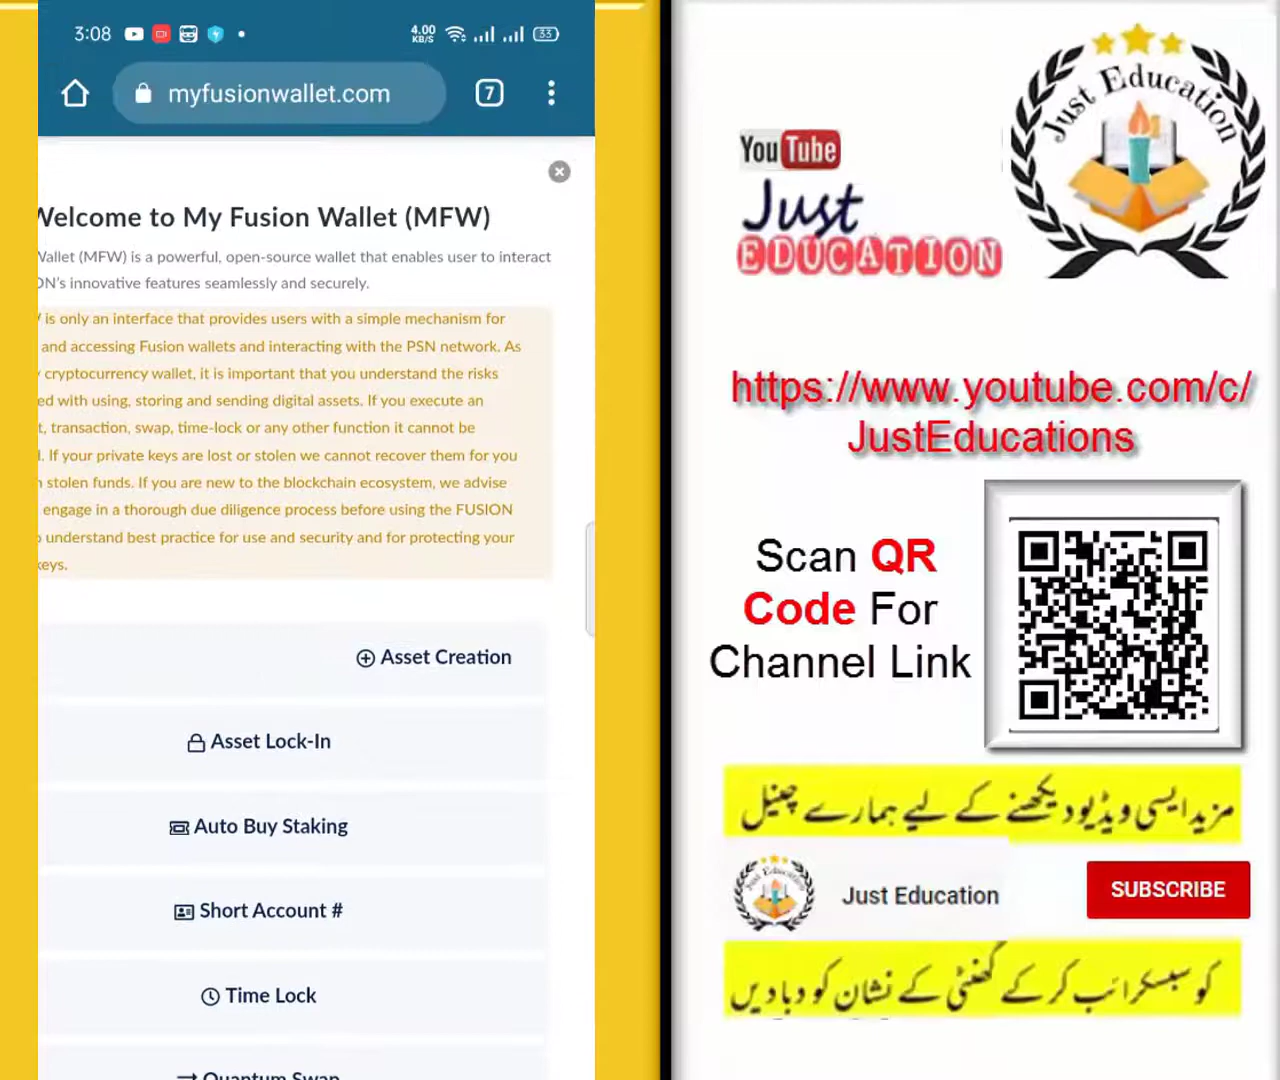 3:08
4.00
KB/S
33
myfusionwallet.com
7
Welcome to My Fusion Wallet (MFW)
Wallet (MFW) is a powerful, open-source wallet that enables user to interact
ON's innovative features seamlessly and securely.
is only an interface that provides users with a simple mechanism for
and accessing Fusion wallets and interacting with the PSN network. As
cryptocurrency wallet, it is important that you understand the risks
ed with using, storing and sending digital assets. If you execute an
t, transaction, swap, time-lock or any other function it cannot be
. If your private keys are lost or stolen we cannot recover them for you
stolen funds. If you are new to the blockchain ecosystem, we advise
engage in a thorough due diligence process before using the FUSION
understand best practice for use and security and for protecting your
keys.
Asset Creation
Asset Lock-In
Auto Buy Staking
Short Account #
Time Lock
Quantum Swap
Just Education
YouTube
Just
EDUCATION
https://www.youtube.com/c/
JustEducations
Scan QR
Code For
Channel Link
مزید ایسی ویڈیو دیکھنے کے لیے ہمارے چینل
Just Education
Just Education
SUBSCRIBE
کو سبسکرائب کر کے گھنٹی کے نشان کو دبا دیں